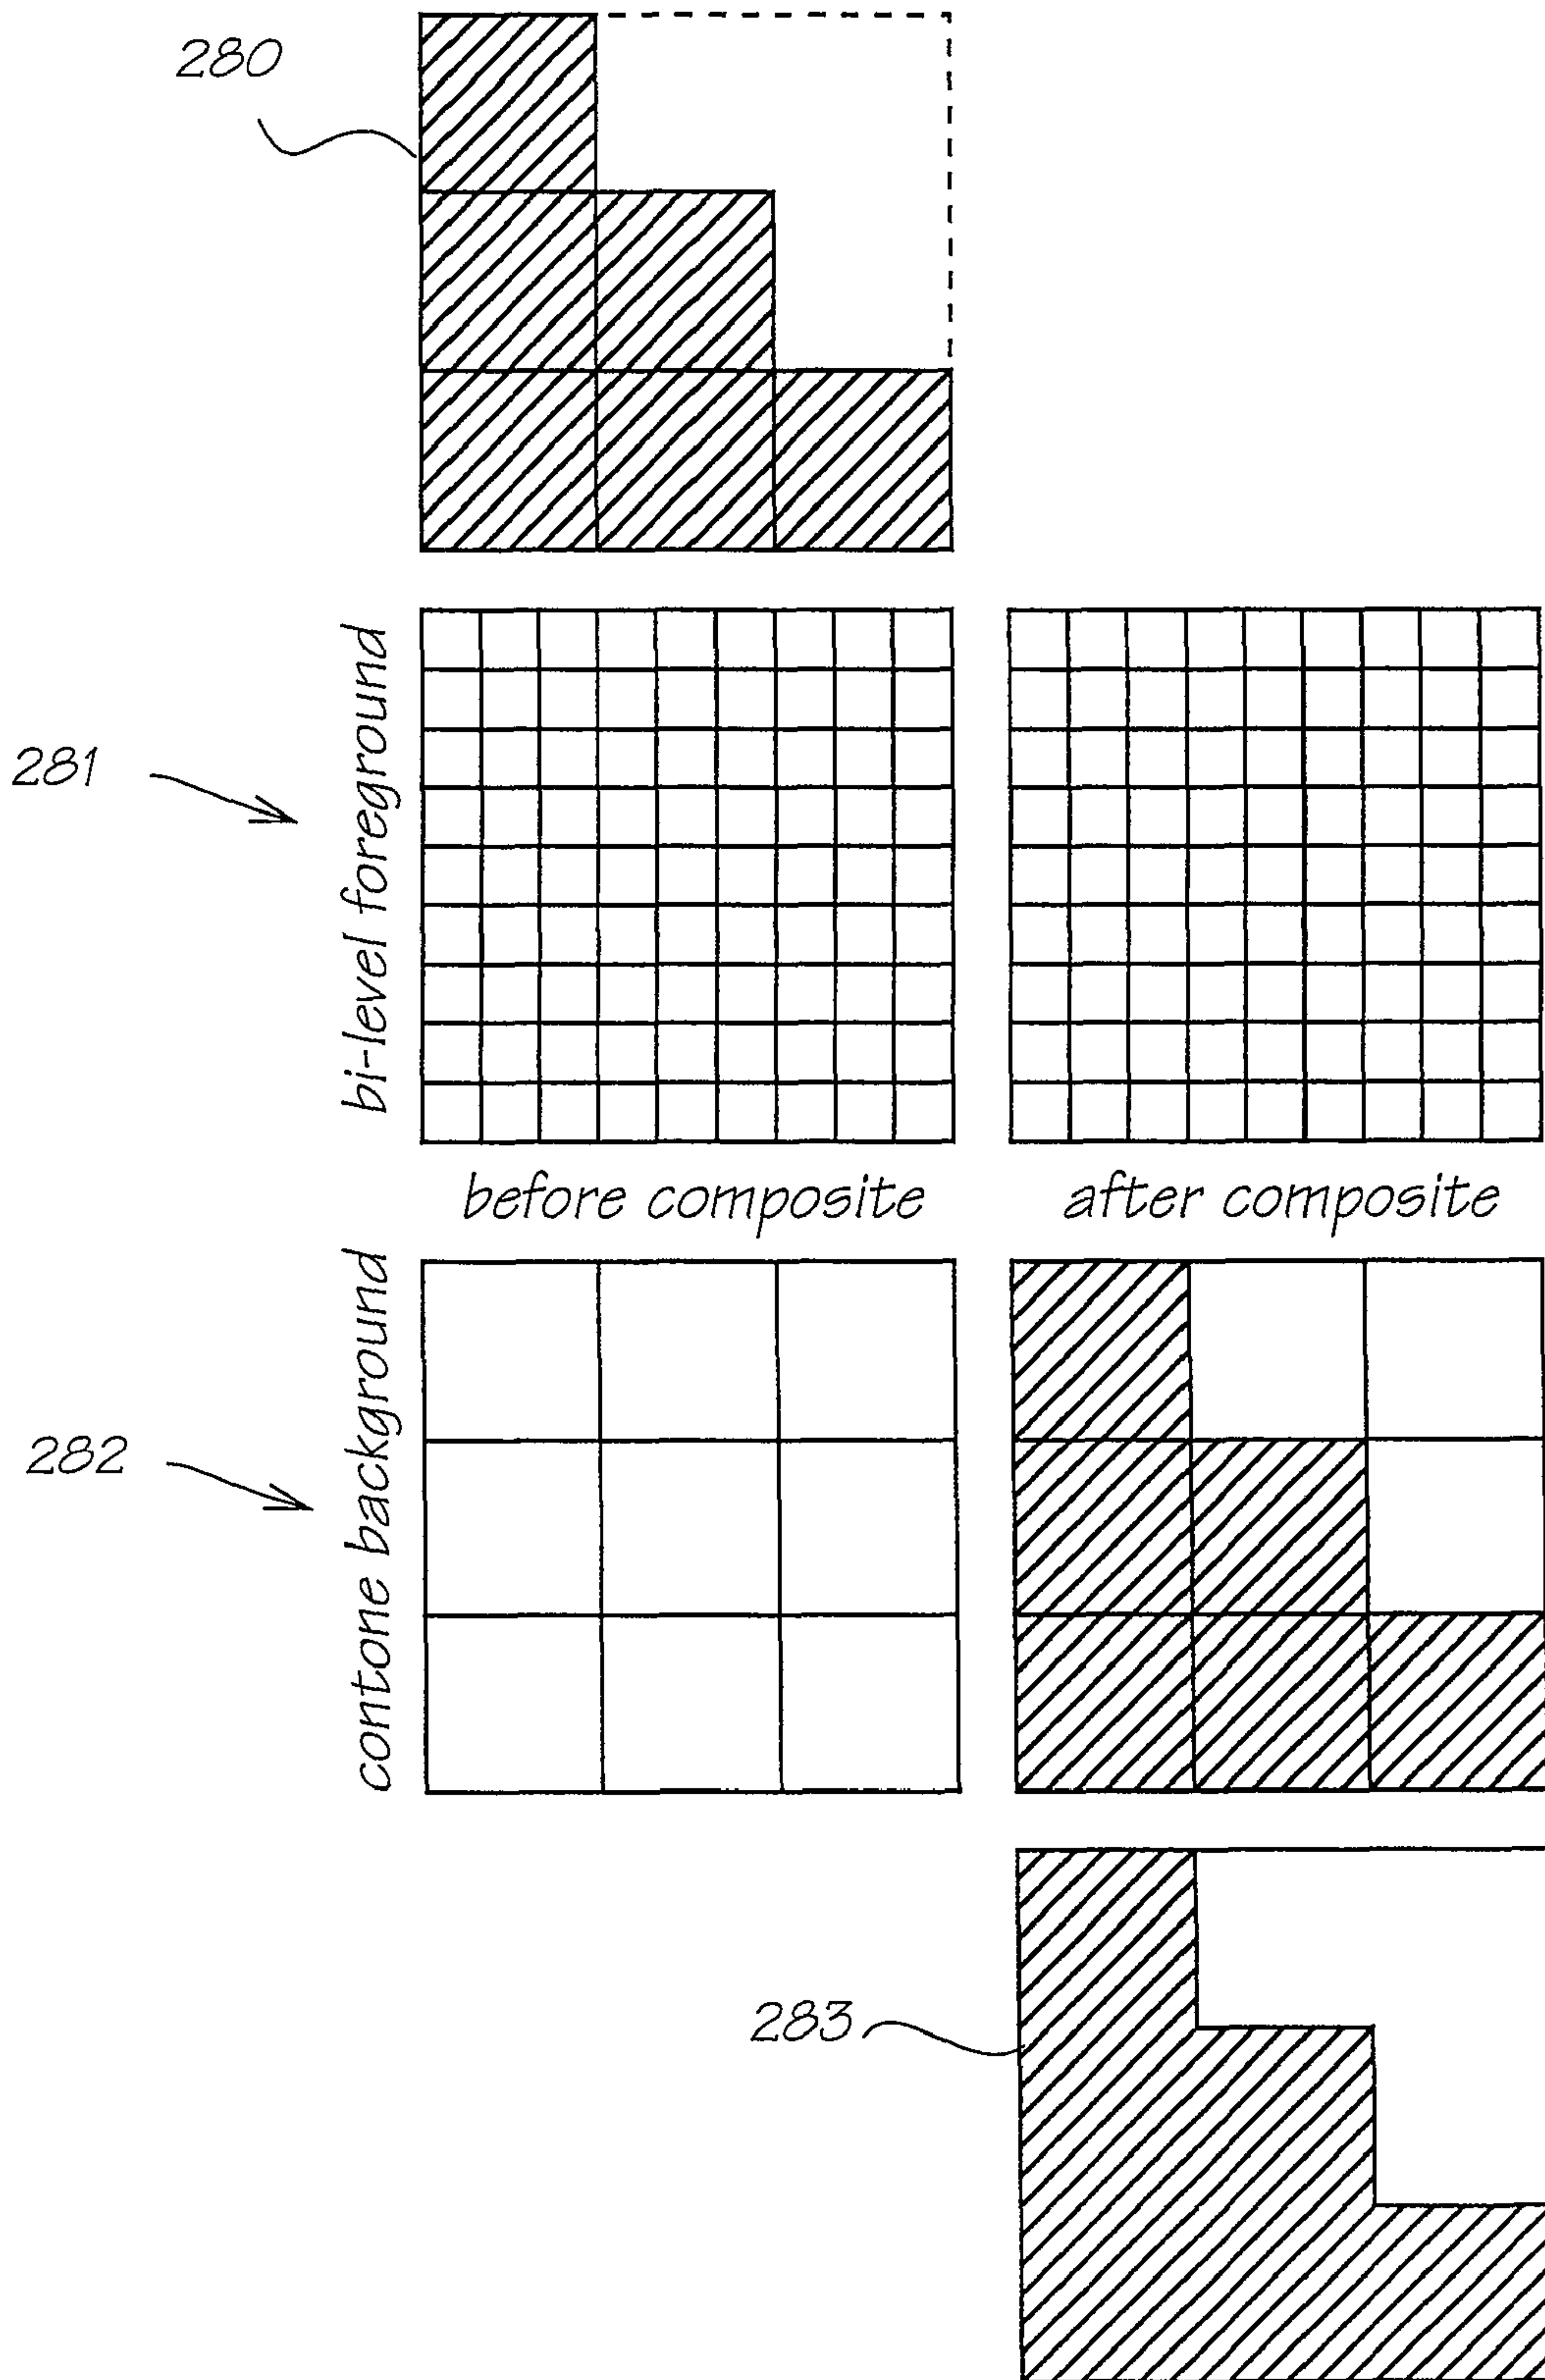 280
281
bi-level foreground
before composite
after composite
282
contone background
283